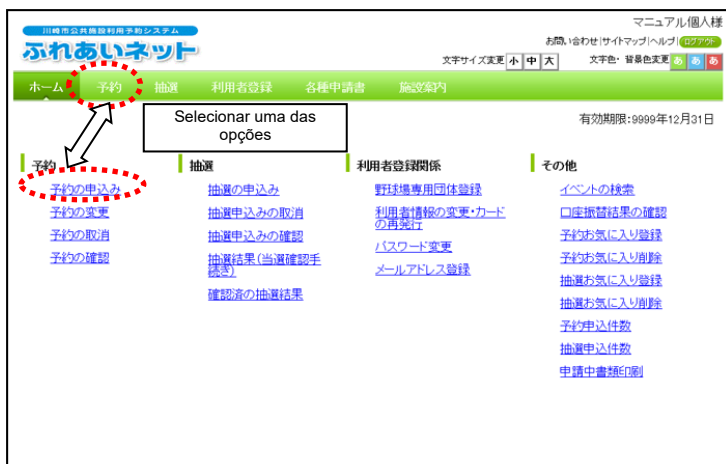 マニュアル個人様
川崎市公共施設利用予約システム
ふれあいネット
お問い合わせ|サイトマップ|ヘルプ|ログアウト
文字サイズ変更 小 中 大 文字色・背景色変更 あ あ あ
ホーム 予約 抽選 利用者登録 各種申請書 施設案内
Selecionar uma das
opções
有効期限:9999年12月31日
予約
予約の申込み
予約の変更
予約の取消
予約の確認
抽選
抽選の申込み
抽選申込みの取消
抽選申込みの確認
抽選結果(当選確認手
続き)
確認済の抽選結果
利用者登録関係
野球場専用団体登録
利用者情報の変更・カード
の再発行
パスワード変更
メールアドレス登録
その他
イベントの検索
口座振替結果の確認
予約お気に入り登録
予約お気に入り削除
抽選お気に入り登録
抽選お気に入り削除
予約申込件数
抽選申込件数
申請中書類印刷